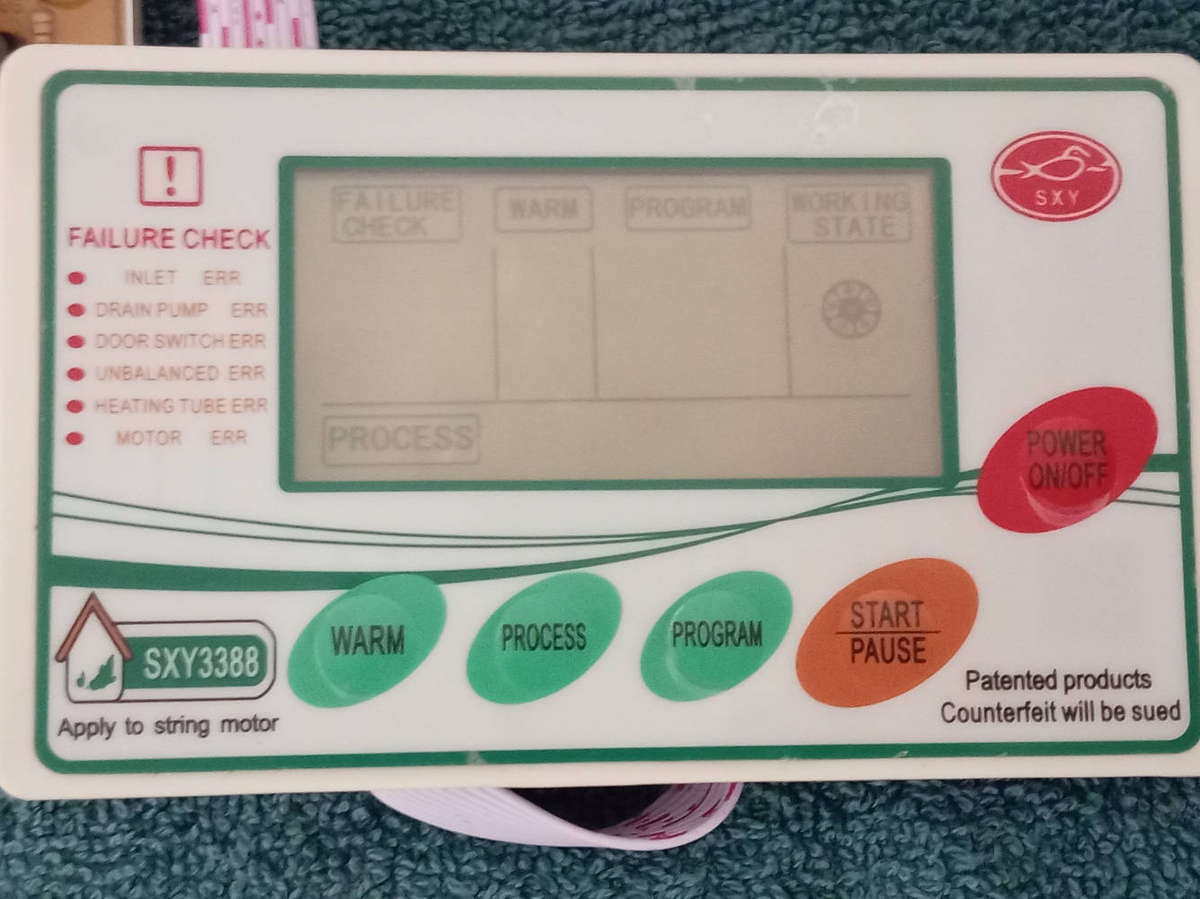 !
FAILURE CHECK
INLET ERR
DRAIN PUMP ERR
DOOR SWITCH ERR
UNBALANCED ERR
HEATING TUBE ERR
MOTOR ERR
FAILURE
CHECK
WARM
PROGRAM
WORKING
STATE
PROCESS
SXY
POWER
ON/OFF
SXY3388
Apply to string motor
WARM
PROCESS
PROGRAM
START
PAUSE
Patented products
Counterfeit will be sued